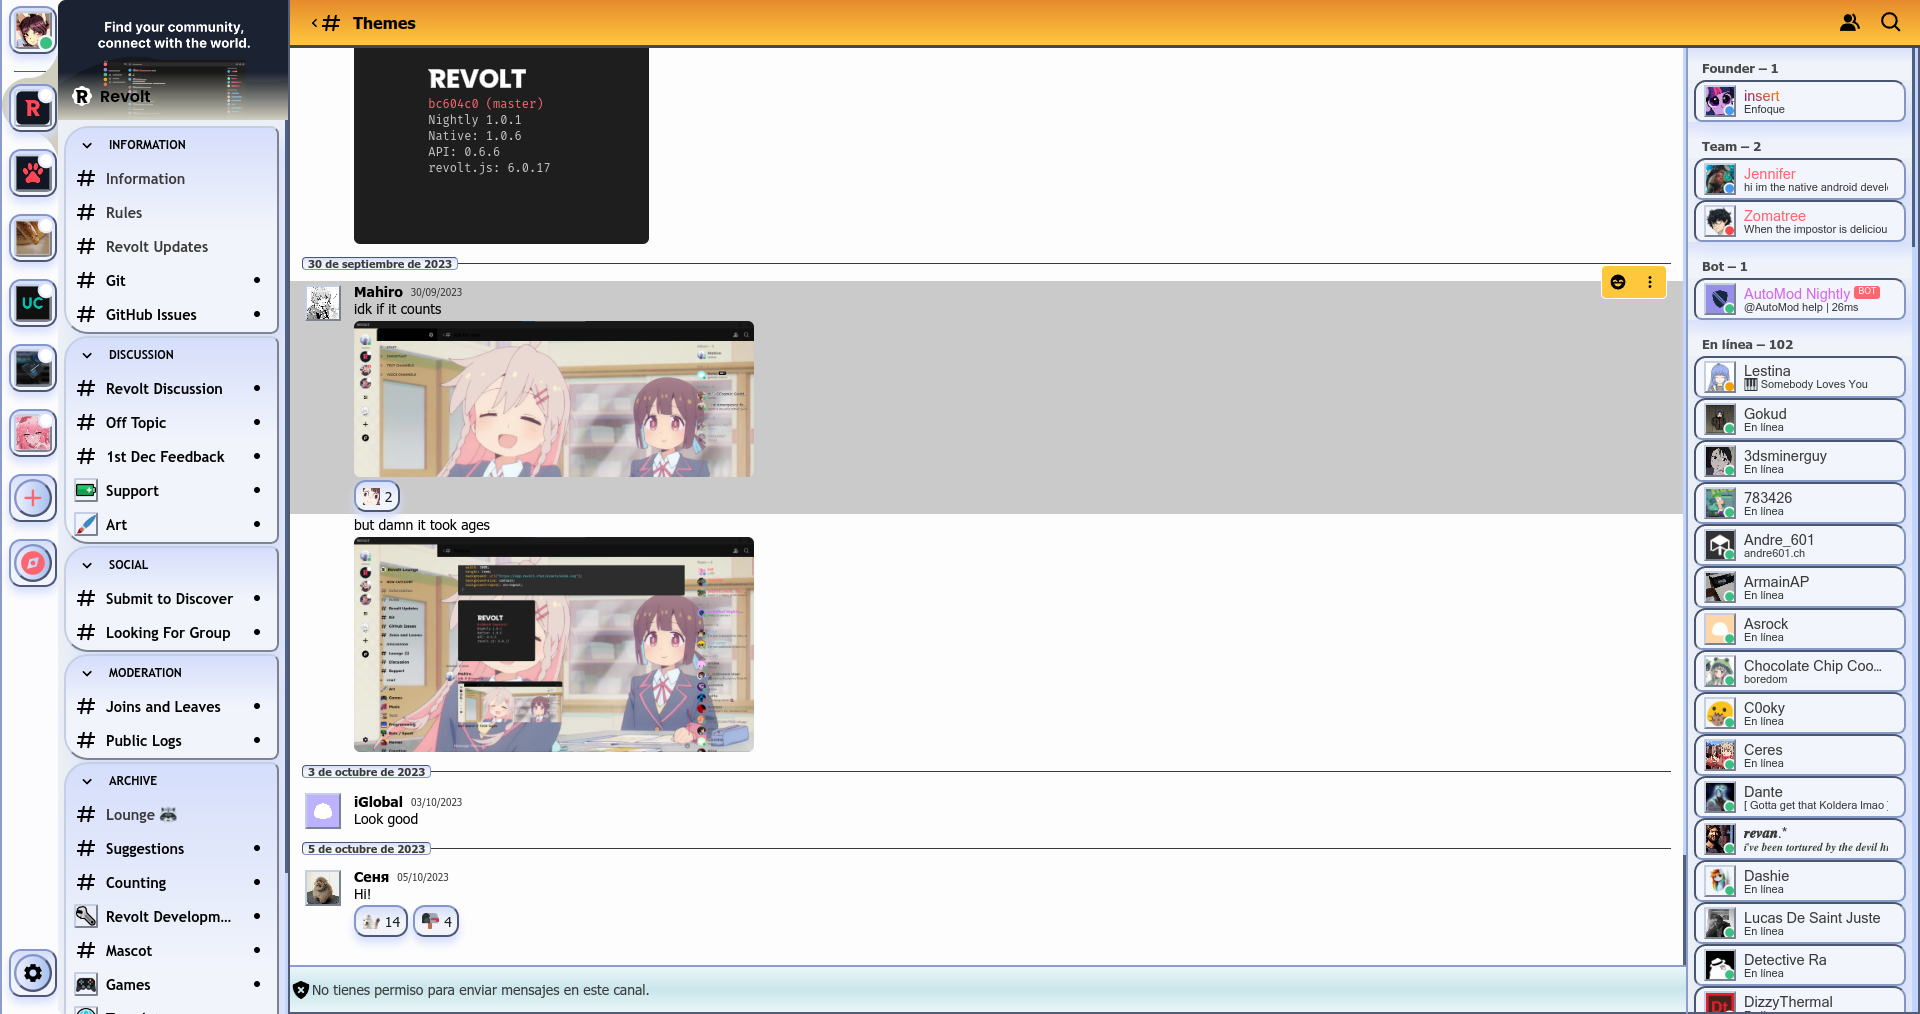 Find your community,
connect with the world.
Revolt
INFORMATION
Information
Rules
Revolt Updates
Git
GitHub Issues
DISCUSSION
Revolt Discussion
Off Topic
1st Dec Feedback
Support
Art
SOCIAL
Submit to Discover
Looking For Group
MODERATION
Joins and Leaves
Public Logs
ARCHIVE
Lounge 🦝
Suggestions
Counting
Revolt Developm...
Mascot
Games
R
UC
# Themes
REVOLT
bc604c0 (master)
Nightly 1.0.1
Native: 1.0.6
API: 0.6.6
revolt.js: 6.0.17
30 de septiembre de 2023
Mahiro 30/09/2023
idk if it counts
2
but damn it took ages
REVOLT
3 de octubre de 2023
iGlobal 03/10/2023
Look good
5 de octubre de 2023
Сеня 05/10/2023
Hi!
14 4
No tienes permiso para enviar mensajes en este canal.
Founder – 1
insert
Enfoque
Team – 2
Jennifer
hi im the native android devel
Zomatree
When the impostor is deliciou
Bot – 1
AutoMod Nightly BOT
@AutoMod help | 26ms
En línea – 102
Lestina
🎹 Somebody Loves You
Gokud
En línea
3dsminerguy
En línea
783426
En línea
Andre_601
andre601.ch
ArmainAP
En línea
Asrock
En línea
Chocolate Chip Coo...
boredom
C0oky
En línea
Ceres
En línea
Dante
[ Gotta get that Koldera lmao ]
revan.*
i've been tortured by the devil
Dashie
En línea
Lucas De Saint Juste
En línea
Detective Ra
En línea
DizzyThermal